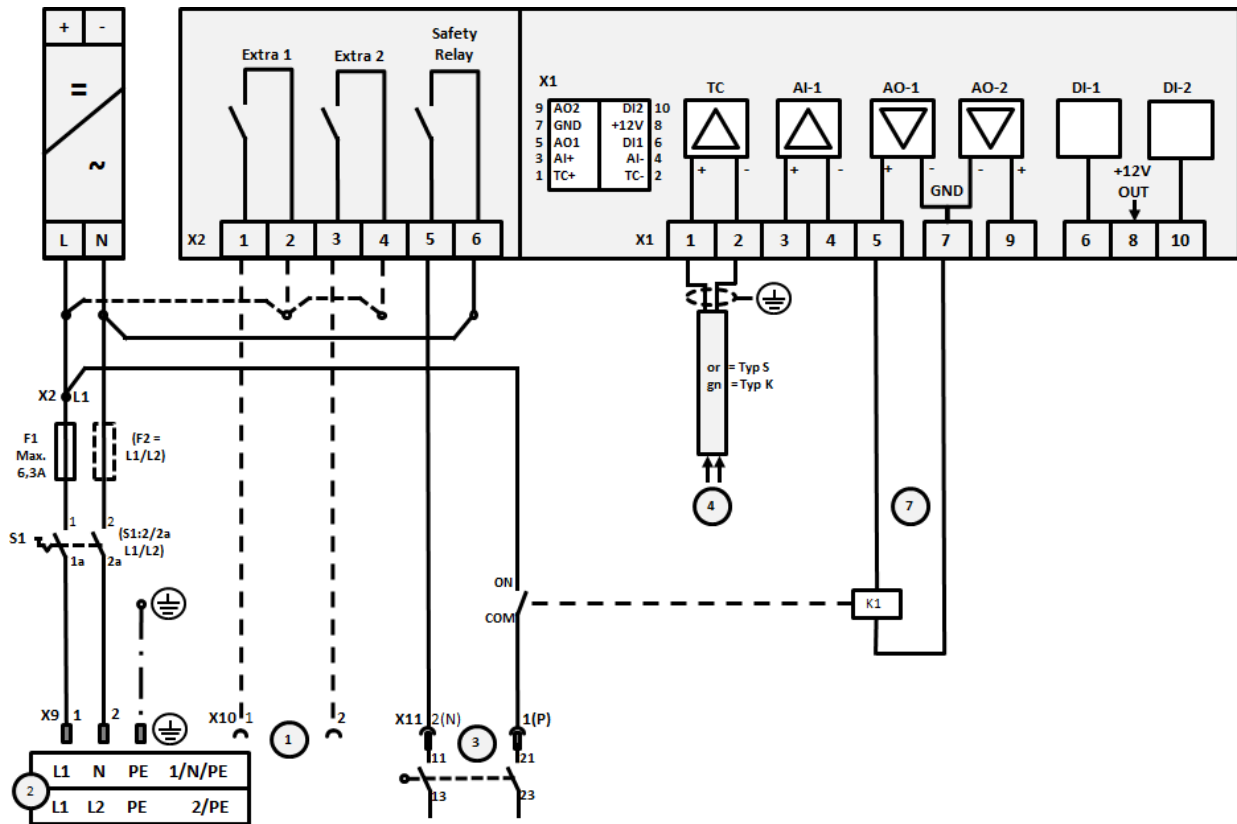 + -
=
~
L N
Extra 1
Extra 2
Safety
Relay
X2 1 2 3 4 5 6
X1
9 AO2 DI2 10
7 GND +12V 8
5 AO1 DI1 6
3 AI+ AI- 4
1 TC+ TC- 2
TC
AI-1
AO-1
AO-2
DI-1
DI-2
+ -
+ -
+ -
- +
GND
+12V
OUT
X1 1 2 3 4 5 7 9 6 8 10
X2 L1
F1
Max.
6,3A
(F2 =
L1/L2)
or = Typ S
gn = Typ K
4
7
S1
1 2
1a 2a
(S1:2/2a
L1/L2)
ON
COM
K1
X9 1 2
X10 1 2
1
X11 2(N)
1(P)
3
11
13
21
23
2
L1 N PE 1/N/PE
L1 L2 PE 2/PE